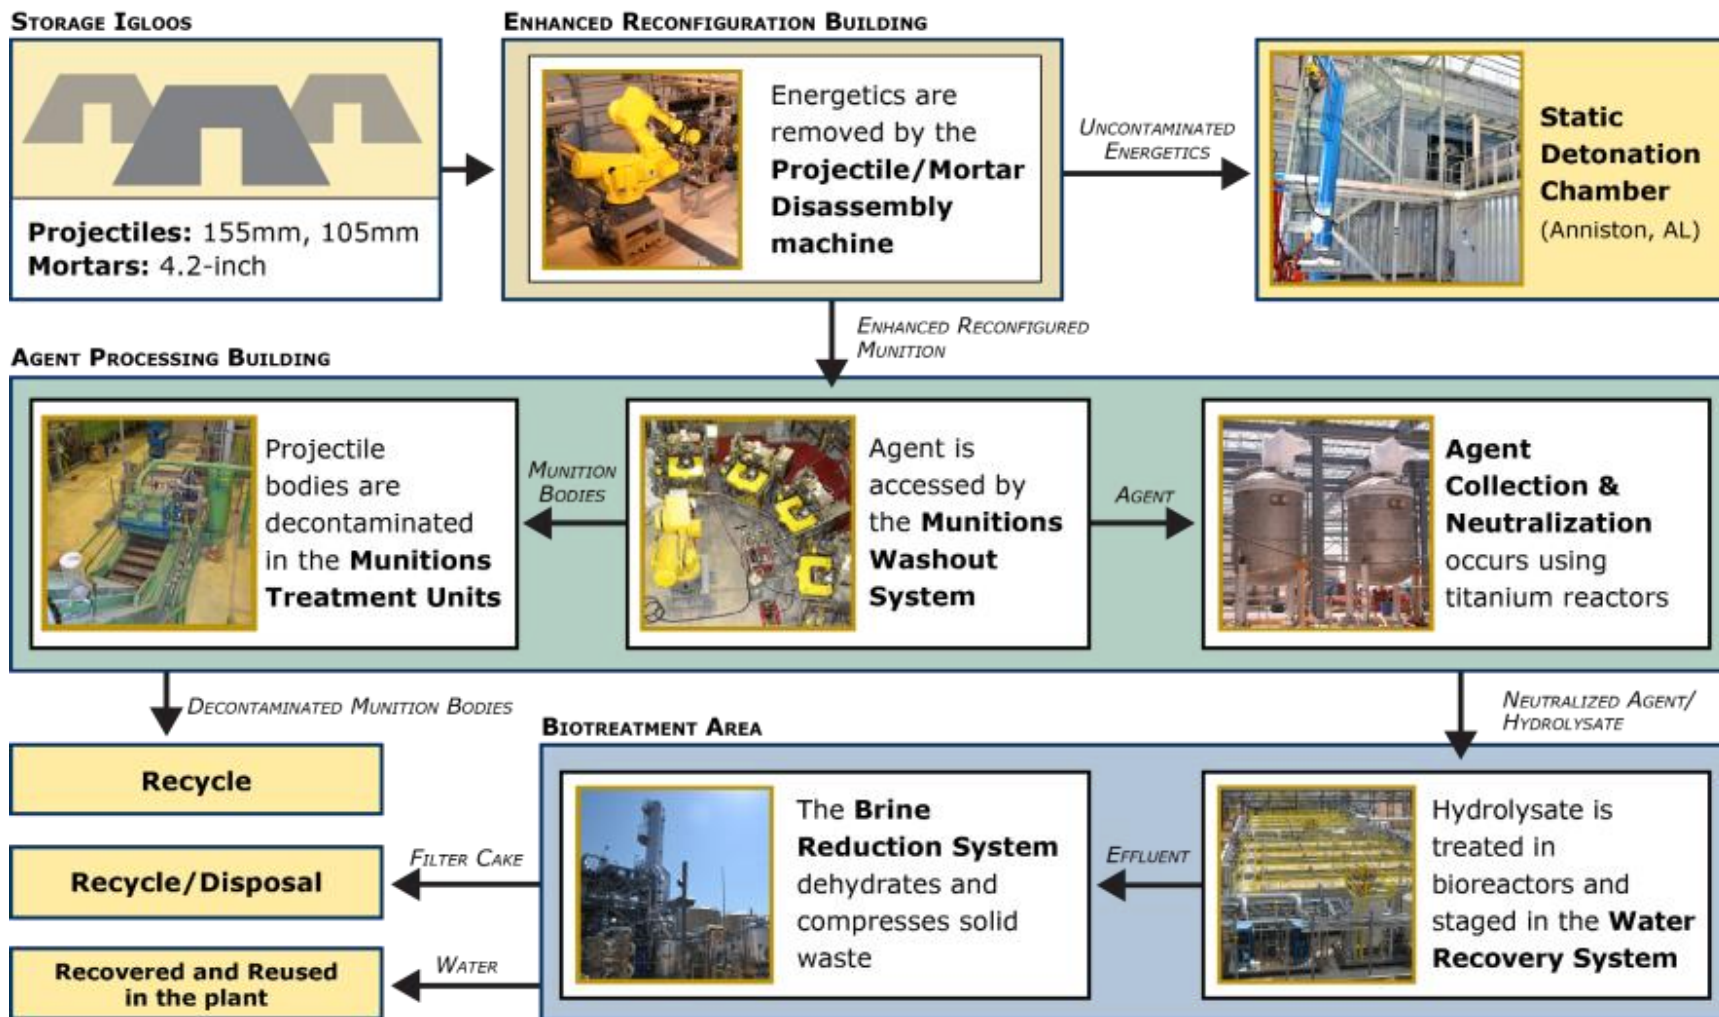 STORAGE IGLOOS
Projectiles: 155mm, 105mm
Mortars: 4.2-inch
ENHANCED RECONFIGURATION BUILDING
Energetics are
removed by the
Projectile/Mortar
Disassembly
machine
UNCONTAMINATED
ENERGETICS
Static
Detonation
Chamber
(Anniston, AL)
ENHANCED RECONFIGURED
MUNITION
AGENT PROCESSING BUILDING
Projectile
bodies are
decontaminated
in the Munitions
Treatment Units
MUNITION
BODIES
Agent is
accessed by
the Munitions
Washout
System
AGENT
Agent
Collection &
Neutralization
occurs using
titanium reactors
DECONTAMINATED MUNITION BODIES
NEUTRALIZED AGENT/
HYDROLYSATE
Recycle
BIOTREATMENT AREA
Recycle/Disposal
FILTER CAKE
Recovered and Reused
in the plant
WATER
The Brine
Reduction System
dehydrates and
compresses solid
waste
EFFLUENT
Hydrolysate is
treated in
bioreactors and
staged in the Water
Recovery System